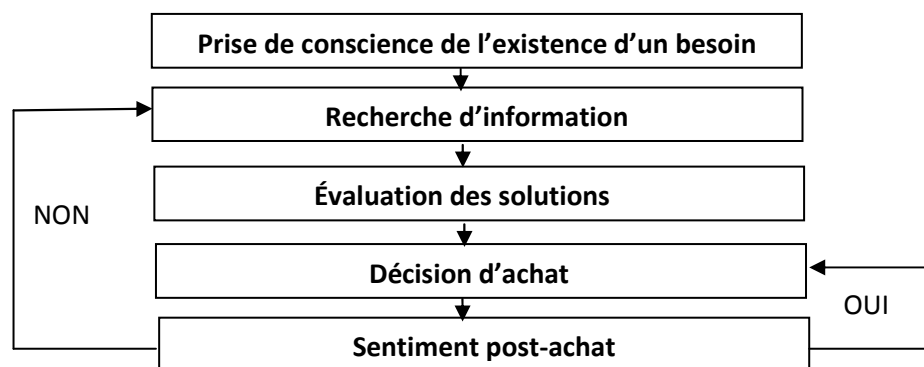 Prise de conscience de l’existence d’un besoin
Recherche d’information
Évaluation des solutions
NON
Décision d’achat
OUI
Sentiment post-achat